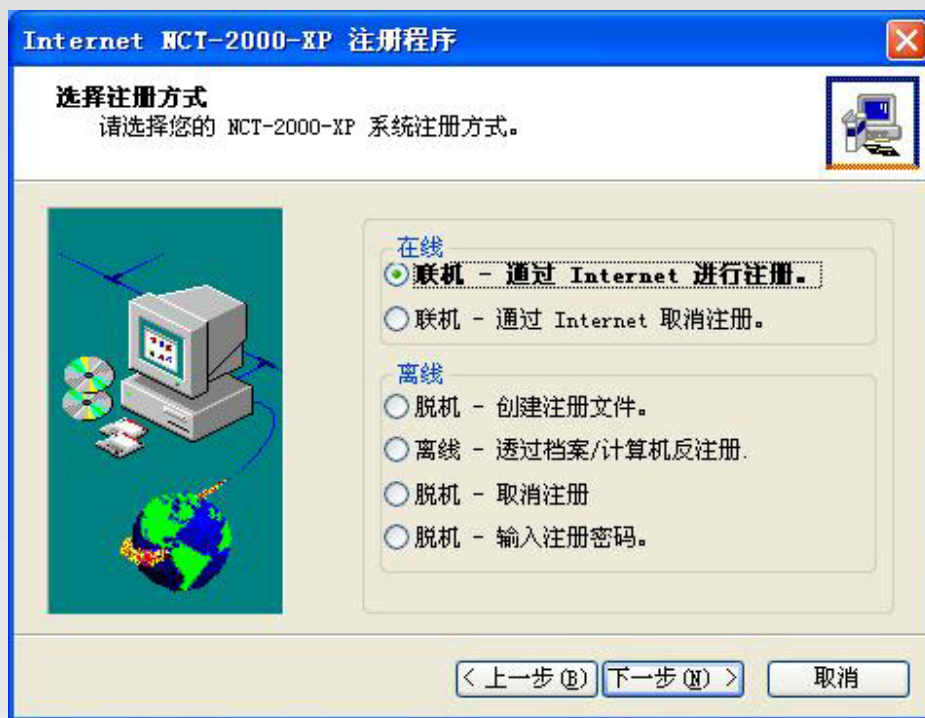 Internet NCT-2000-XP 注册程序
选择注册方式
请选择您的 NCT-2000-XP 系统注册方式。
在线
联机 - 通过 Internet 进行注册。
联机 - 通过 Internet 取消注册。
离线
脱机 - 创建注册文件。
离线 - 透过档案/计算机反注册.
脱机 - 取消注册
脱机 - 输入注册密码。
< 上一步(B) 下一步(N) > 取消